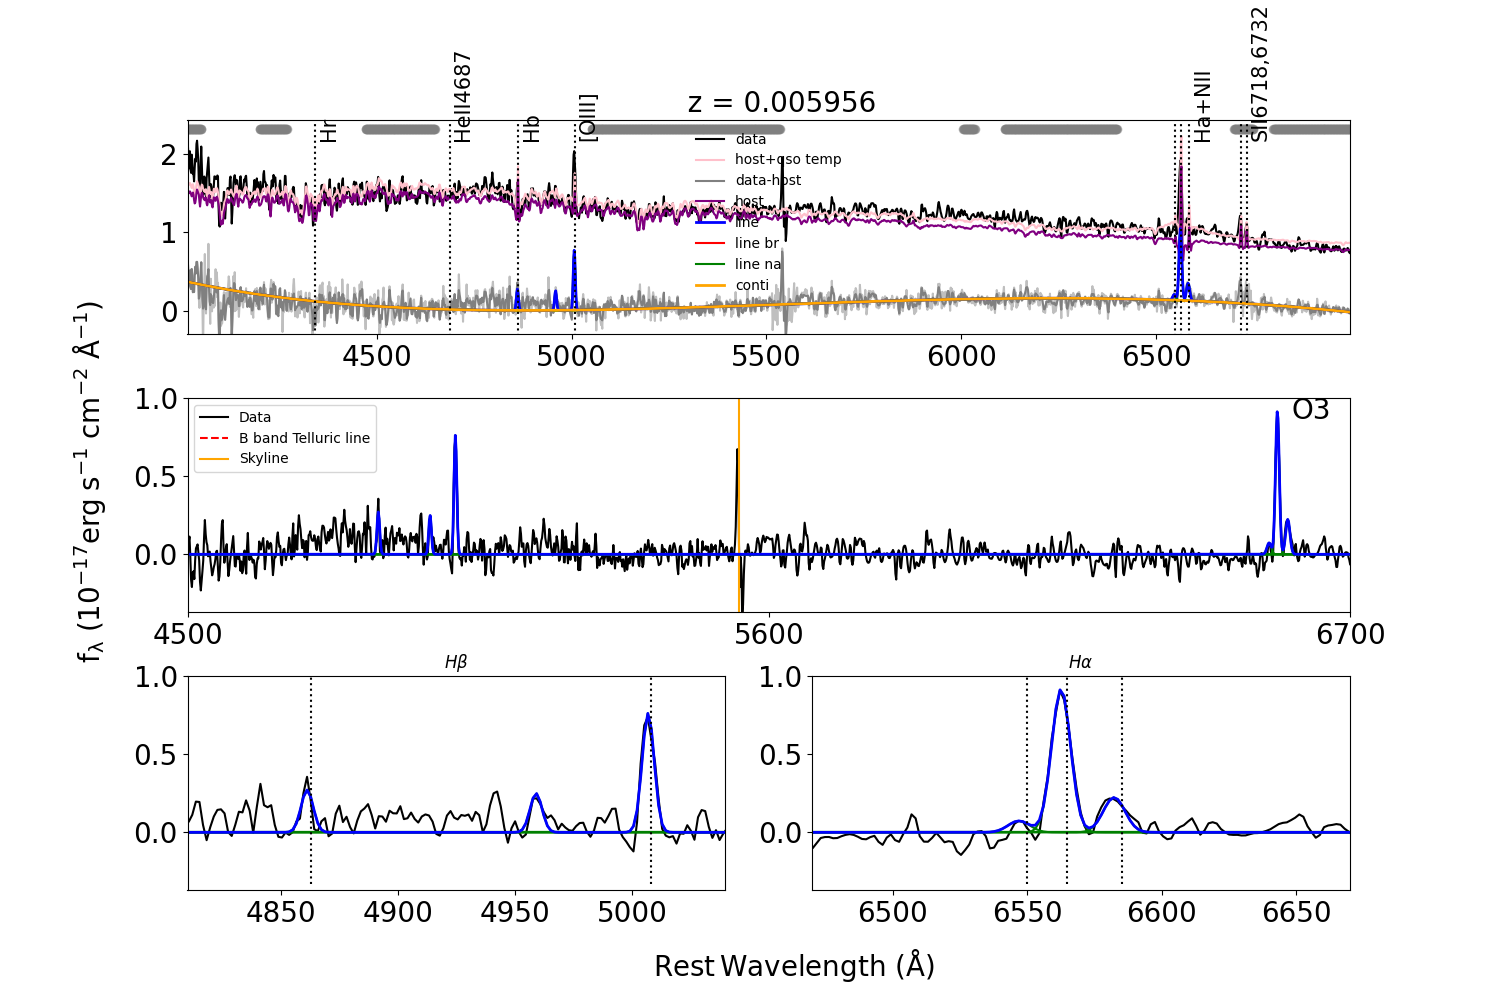 Hr
HeII4687
Hb
[OIII]
Ha+NII
SII6718,6732
z = 0.005956
data
host+qso temp
data-host
host
line
line br
line na
conti
2
1
0
4500 5000 5500 6000 6500
fλ (10−17erg s−1 cm−2 Å−1)
Data
B band Telluric line
Skyline
O3
1.0
0.5
0.0
4500 5600 6700
Hβ
1.0
0.5
0.0
4850 4900 4950 5000
Hα
1.0
0.5
0.0
6500 6550 6600 6650
Rest Wavelength (Å)